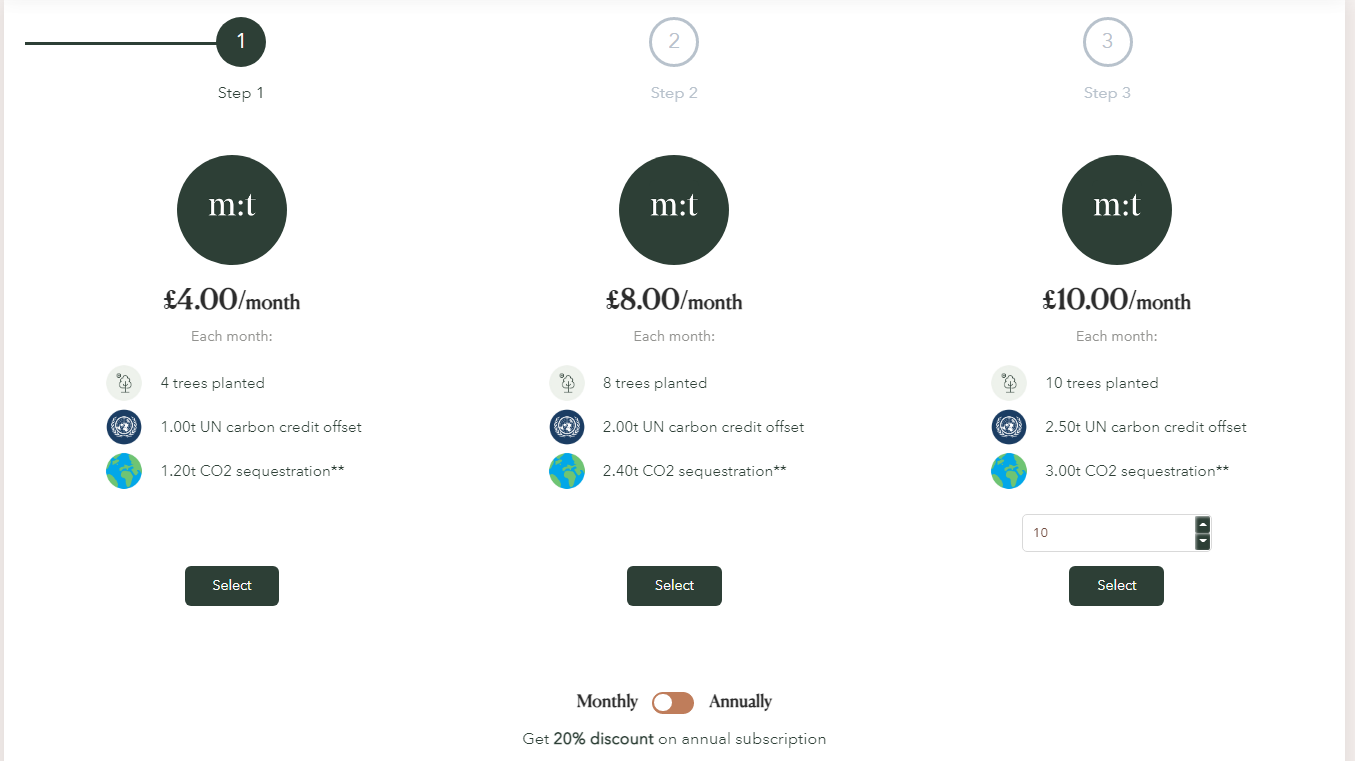 1
2
3
Step 1
Step 2
Step 3
m:t
£4.00/month
Each month:
4 trees planted
1.00t UN carbon credit offset
1.20t CO2 sequestration**
Select
m:t
£8.00/month
Each month:
8 trees planted
2.00t UN carbon credit offset
2.40t CO2 sequestration**
Select
m:t
£10.00/month
Each month:
10 trees planted
2.50t UN carbon credit offset
3.00t CO2 sequestration**
10
Select
Monthly Annually
Get 20% discount on annual subscription